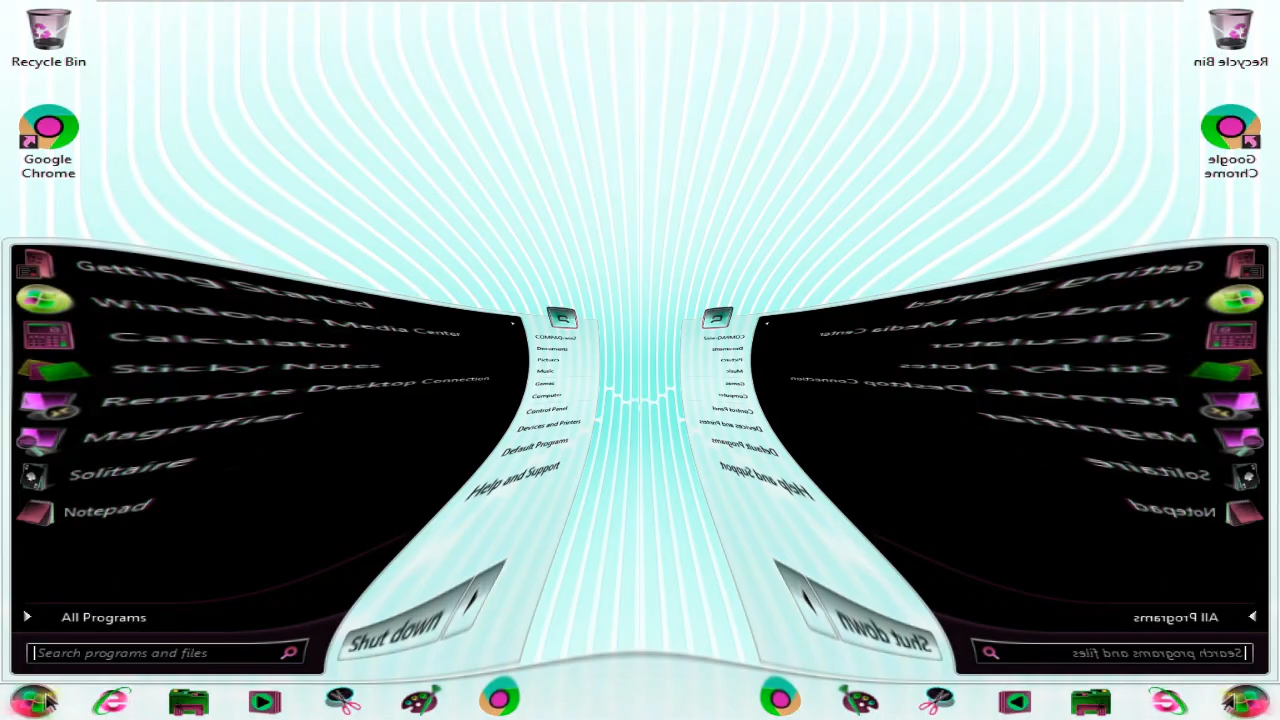 Recycle Bin
Google
Chrome
Getting Started
Windows Media Center
Calculator
Sticky Notes
Remote Desktop Connection
Magnifier
Solitaire
Notepad
All Programs
Search programs and files
Documents
Pictures
Music
Games
Computer
Control Panel
Devices and Printers
Default Programs
Help and Support
Shut down
Recycle Bin
Google
Chrome
Getting Started
Windows Media Center
Calculator
Sticky Notes
Remote Desktop Connection
Magnifier
Solitaire
Notepad
All Programs
Search programs and files
Documents
Pictures
Music
Games
Computer
Control Panel
Devices and Printers
Default Programs
Help and Support
Shut down